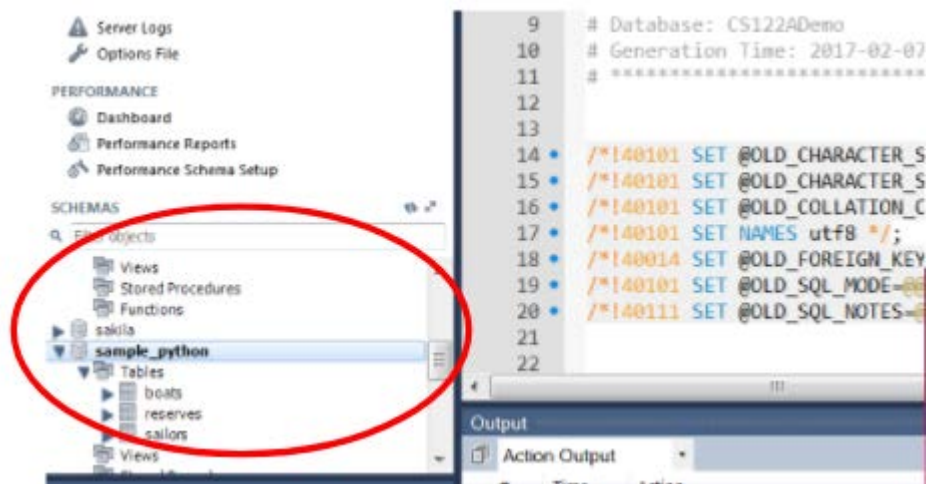 Server Logs
Options File
PERFORMANCE
Dashboard
Performance Reports
Performance Schema Setup
SCHEMAS
Filter objects
Views
Stored Procedures
Functions
sakila
sample_python
Tables
boats
reserves
sailors
Views
9 # Database: CS122ADemo
10 # Generation Time: 2017-02-07
11 # ****************************
12
13
14 /*!40101 SET @OLD_CHARACTER_S
15 /*!40101 SET @OLD_CHARACTER_S
16 /*!40101 SET @OLD_COLLATION_C
17 /*!40101 SET NAMES utf8 */;
18 /*!40014 SET @OLD_FOREIGN_KEY
19 /*!40101 SET @OLD_SQL_MODE=@@
20 /*!40111 SET @OLD_SQL_NOTES=@
21
22
Output
Action Output
Time Action